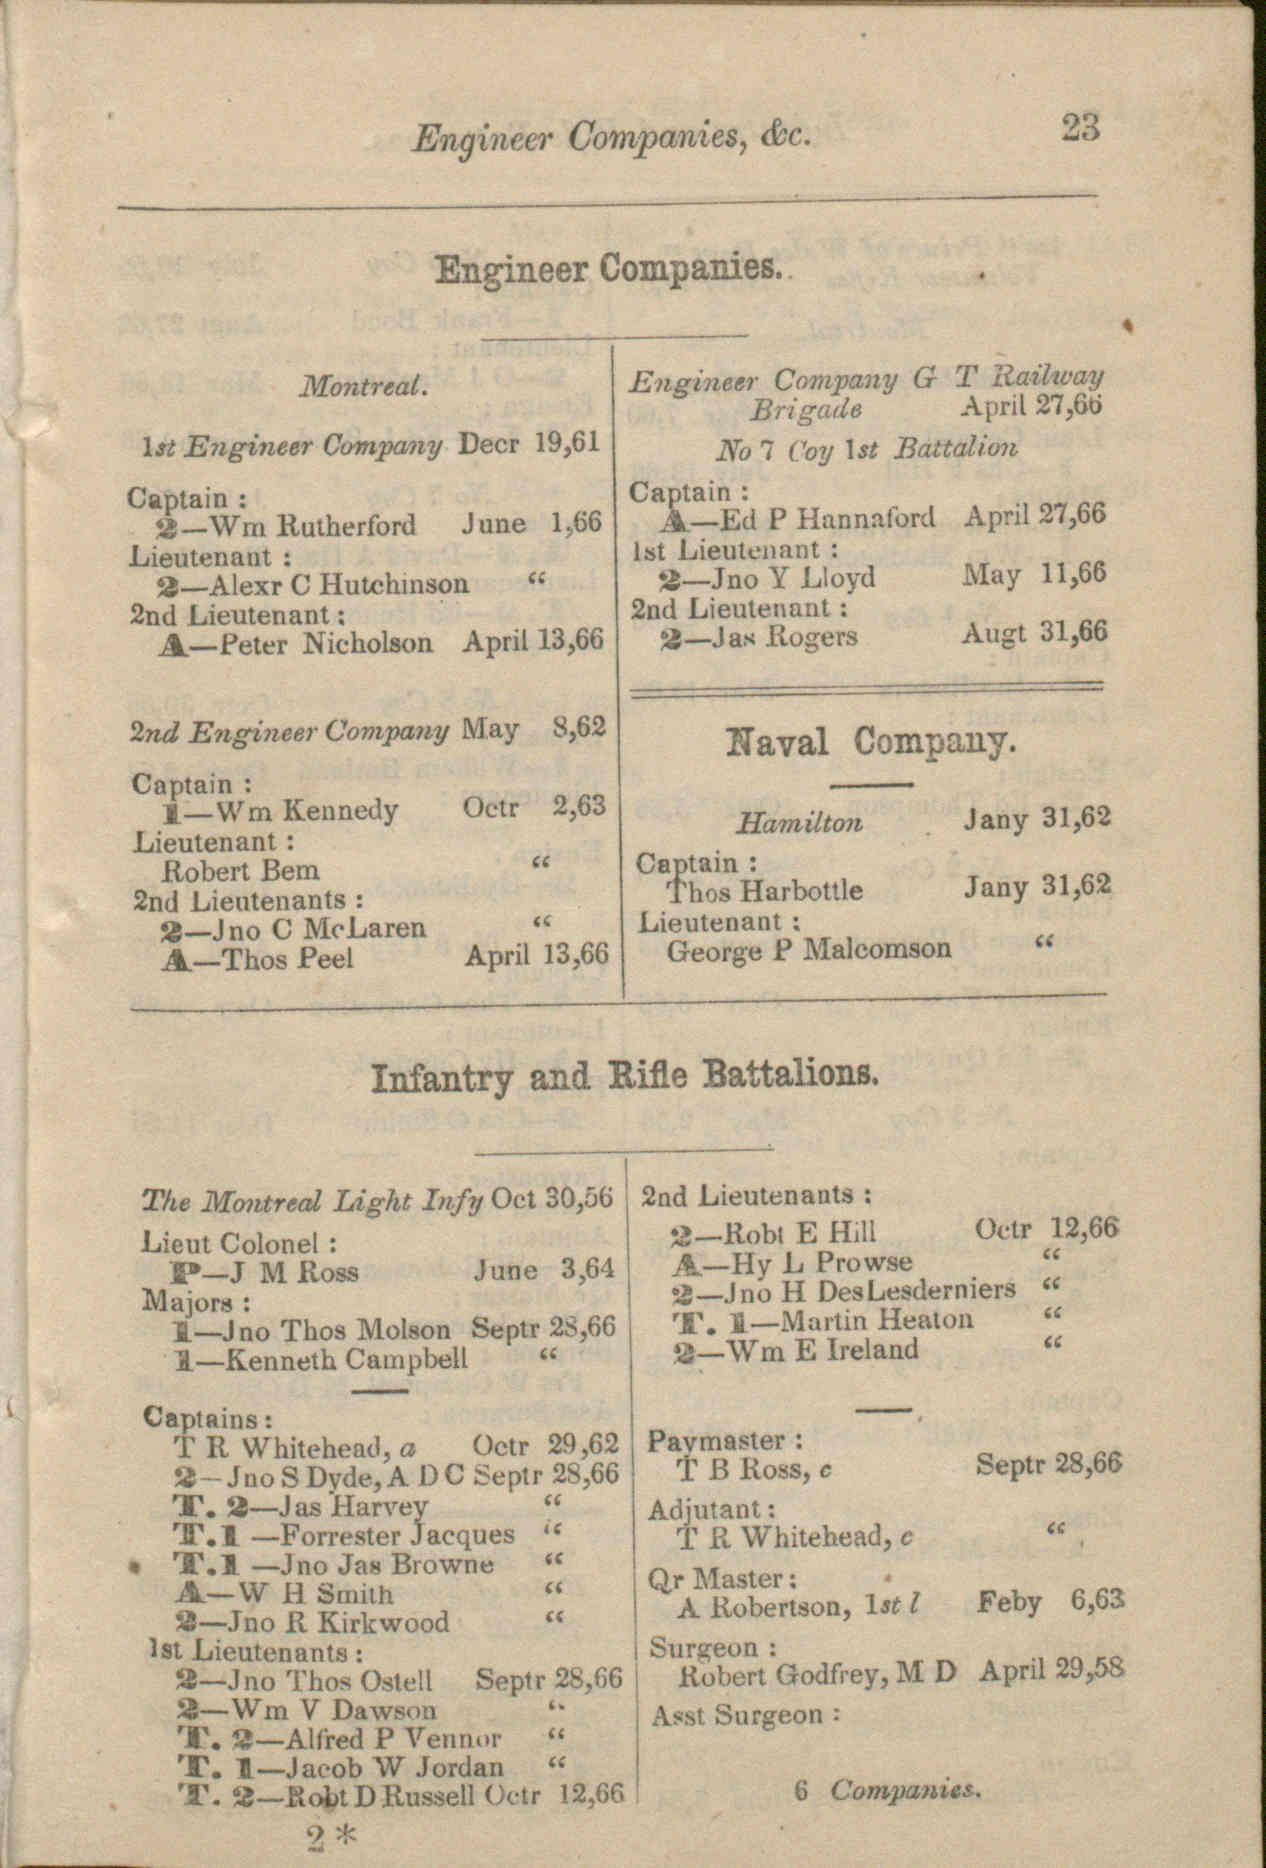 Engineer Companies, &c. 23
Engineer Companies.
Montreal.
1st Engineer Company Decr 19,61
Captain :
2—Wm Rutherford June 1,66
Lieutenant :
2—Alexr C Hutchinson “
2nd Lieutenant :
A—Peter Nicholson April 13,66
2nd Engineer Company May 8,62
Captain :
1—Wm Kennedy Octr 2,63
Lieutenant :
Robert Bem “
2nd Lieutenants :
2—Jno C McLaren “
A—Thos Peel April 13,66
Engineer Company G T Railway
Brigade April 27,66
No 7 Coy 1st Battalion
Captain :
A—Ed P Hannaford April 27,66
1st Lieutenant :
2—Jno Y Lloyd May 11,66
2nd Lieutenant :
2—Jas Rogers Augt 31,66
Naval Company.
Hamilton Jany 31,62
Captain :
Thos Harbottle Jany 31,62
Lieutenant :
George P Malcomson “
Infantry and Rifle Battalions.
The Montreal Light Infy Oct 30,56
Lieut Colonel :
P—J M Ross June 3,64
Majors :
1—Jno Thos Molson Septr 28,66
1—Kenneth Campbell “
Captains :
T R Whitehead, a Octr 29,62
2—Jno S Dyde, A D C Septr 28,66
T. 2—Jas Harvey “
T.1 —Forrester Jacques “
T.1 —Jno Jas Browne “
A—W H Smith “
2—Jno R Kirkwood “
1st Lieutenants :
2—Jno Thos Ostell Septr 28,66
2—Wm V Dawson “
T. 2—Alfred P Vennor “
T. 1—Jacob W Jordan “
T. 2—Robt D Russell Octr 12,66
2nd Lieutenants :
2—Robt E Hill Octr 12,66
A—Hy L Prowse “
2—Jno H DesLesderniers “
T. 1—Martin Heaton “
2—Wm E Ireland “
Paymaster :
T B Ross, c Septr 28,66
Adjutant :
T R Whitehead, c “
Qr Master :
A Robertson, 1st l Feby 6,63
Surgeon :
Robert Godfrey, M D April 29,58
Asst Surgeon :
6 Companies.
2 *